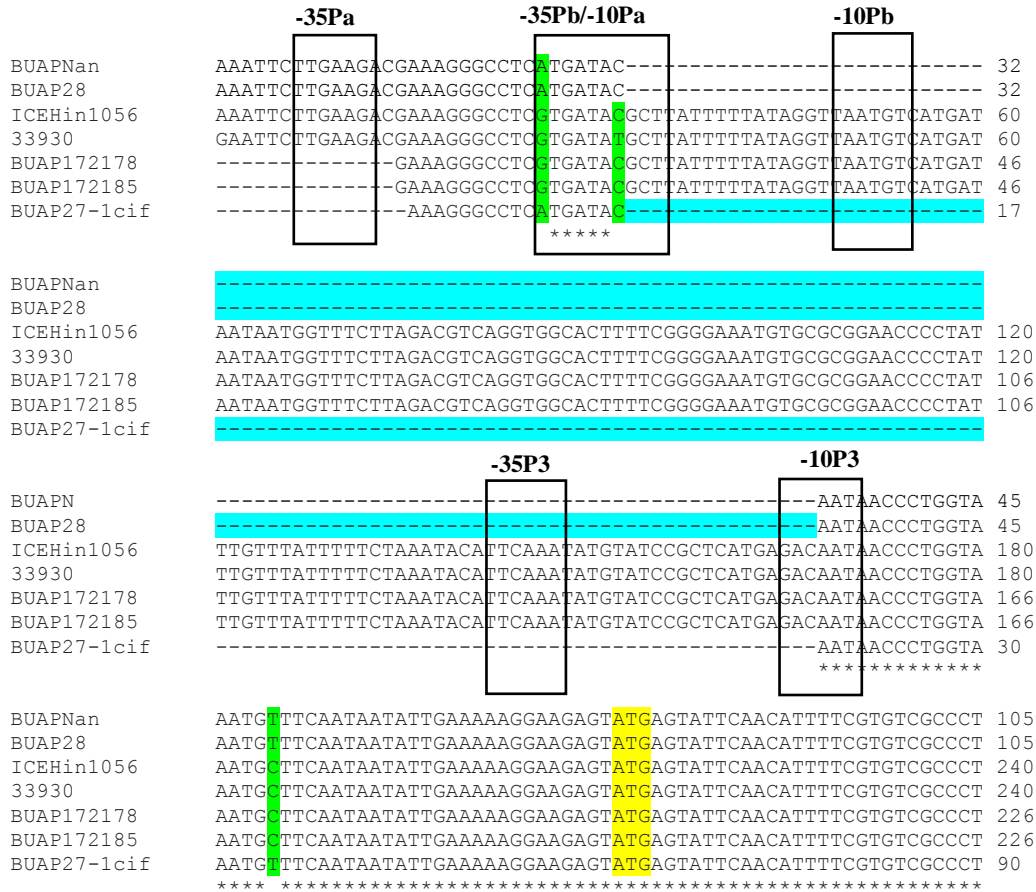 -35Pa -35Pb/-10Pa -10Pb
BUAPNan AAATTCTTGAAGACGAAAGGGCCTCATGATAC---------------------------- 32
BUAP28 AAATTCTTGAAGACGAAAGGGCCTCATGATAC---------------------------- 32
ICEHin1056 AAATTCTTGAAGACGAAAGGGCCTCGTGATACGCTTATTTTTATAGGTTAATGTCATGAT 60
33930 GAATTCTTGAAGACGAAAGGGCCTCGTGATATGCTTATTTTTATAGGTTAATGTCATGAT 60
BUAP172178 --------------GAAAGGGCCTCGTGATACGCTTATTTTTATAGGTTAATGTCATGAT 46
BUAP172185 --------------GAAAGGGCCTCGTGATACGCTTATTTTTATAGGTTAATGTCATGAT 46
BUAP27-1cif ---------------AAAGGGCCTCATGATAC---------------------------- 17
*****
BUAPNan ------------------------------------------------------------
BUAP28 ------------------------------------------------------------
ICEHin1056 AATAATGGTTTCTTAGACGTCAGGTGGCACTTTTCGGGGAAATGTGCGCGGAACCCCTAT 120
33930 AATAATGGTTTCTTAGACGTCAGGTGGCACTTTTCGGGGAAATGTGCGCGGAACCCCTAT 120
BUAP172178 AATAATGGTTTCTTAGACGTCAGGTGGCACTTTTCGGGGAAATGTGCGCGGAACCCCTAT 106
BUAP172185 AATAATGGTTTCTTAGACGTCAGGTGGCACTTTTCGGGGAAATGTGCGCGGAACCCCTAT 106
BUAP27-1cif ------------------------------------------------------------
-35P3 -10P3
BUAPN -----------------------------------------------AATAACCCTGGTA 45
BUAP28 -----------------------------------------------AATAACCCTGGTA 45
ICEHin1056 TTGTTTATTTTTCTAAATACATTCAAATATGTATCCGCTCATGAGACAATAACCCTGGTA 180
33930 TTGTTTATTTTTCTAAATACATTCAAATATGTATCCGCTCATGAGACAATAACCCTGGTA 180
BUAP172178 TTGTTTATTTTTCTAAATACATTCAAATATGTATCCGCTCATGAGACAATAACCCTGGTA 166
BUAP172185 TTGTTTATTTTTCTAAATACATTCAAATATGTATCCGCTCATGAGACAATAACCCTGGTA 166
BUAP27-1cif -----------------------------------------------AATAACCCTGGTA 30
*************
BUAPNan AATGTTTCAATAATATTGAAAAAGGAAGAGTATGAGTATTCAACATTTTCGTGTCGCCCT 105
BUAP28 AATGTTTCAATAATATTGAAAAAGGAAGAGTATGAGTATTCAACATTTTCGTGTCGCCCT 105
ICEHin1056 AATGCTTCAATAATATTGAAAAAGGAAGAGTATGAGTATTCAACATTTTCGTGTCGCCCT 240
33930 AATGCTTCAATAATATTGAAAAAGGAAGAGTATGAGTATTCAACATTTTCGTGTCGCCCT 240
BUAP172178 AATGCTTCAATAATATTGAAAAAGGAAGAGTATGAGTATTCAACATTTTCGTGTCGCCCT 226
BUAP172185 AATGCTTCAATAATATTGAAAAAGGAAGAGTATGAGTATTCAACATTTTCGTGTCGCCCT 226
BUAP27-1cif AATGTTTCAATAATATTGAAAAAGGAAGAGTATGAGTATTCAACATTTTCGTGTCGCCCT 90
**** *******************************************************